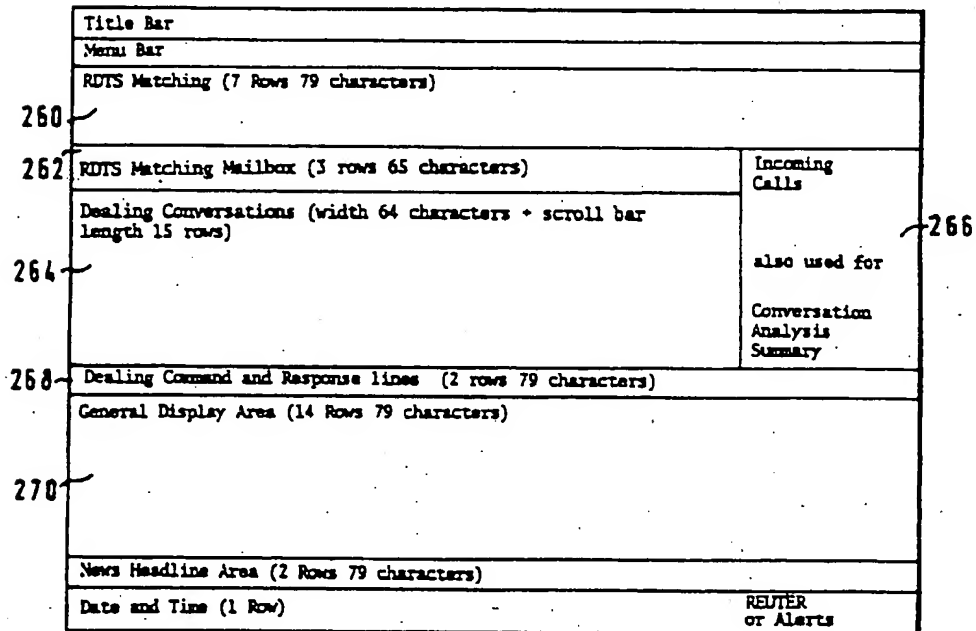 Title Bar
Menu Bar
RDTS Matching (7 Rows 79 characters)
260
262
RDTS Matching Mailbox (3 rows 65 characters)
Incoming
Calls
Dealing Conversations (width 64 characters + scroll bar
length 15 rows)
266
264
also used for
Conversation
Analysis
Summary
268
Dealing Command and Response lines (2 rows 79 characters)
General Display Area (14 Rows 79 characters)
270
News Headline Area (2 Rows 79 characters)
Date and Time (1 Row)
REUTER
or Alerts